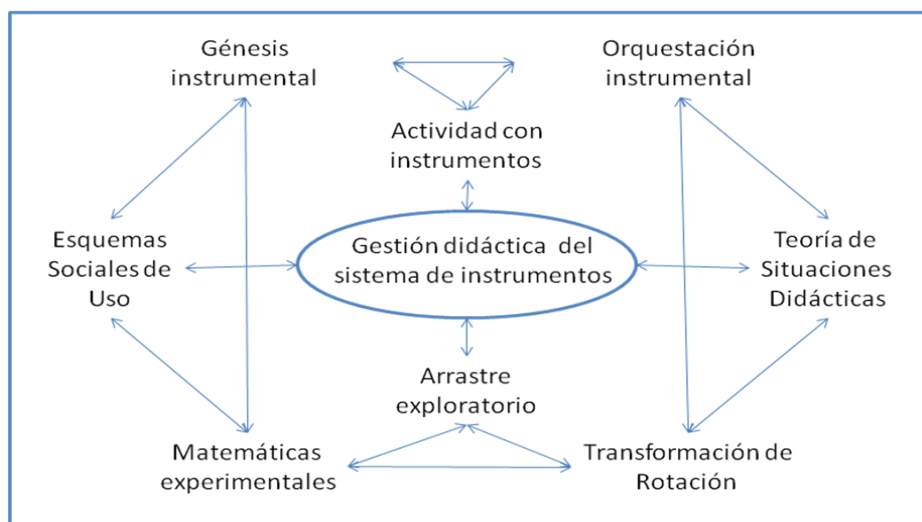 Génesis
instrumental
Orquestación
instrumental
Actividad con
instrumentos
Esquemas
Sociales de
Uso
Gestión didáctica del
sistema de instrumentos
Teoría de
Situaciones
Didácticas
Arrastre
exploratorio
Matemáticas
experimentales
Transformación de
Rotación